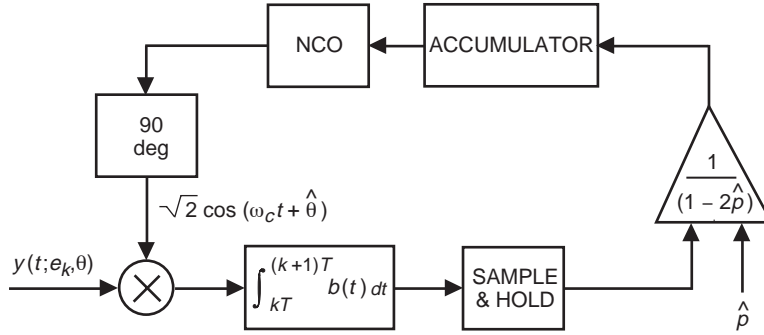 NCO
ACCUMULATOR
90
deg
1
(1 − 2p̂)
−√2 cos (ω_c t + θ̂)
y(t;e_k,θ)
∫_{kT}^{(k+1)T} b(t) dt
SAMPLE
& HOLD
p̂